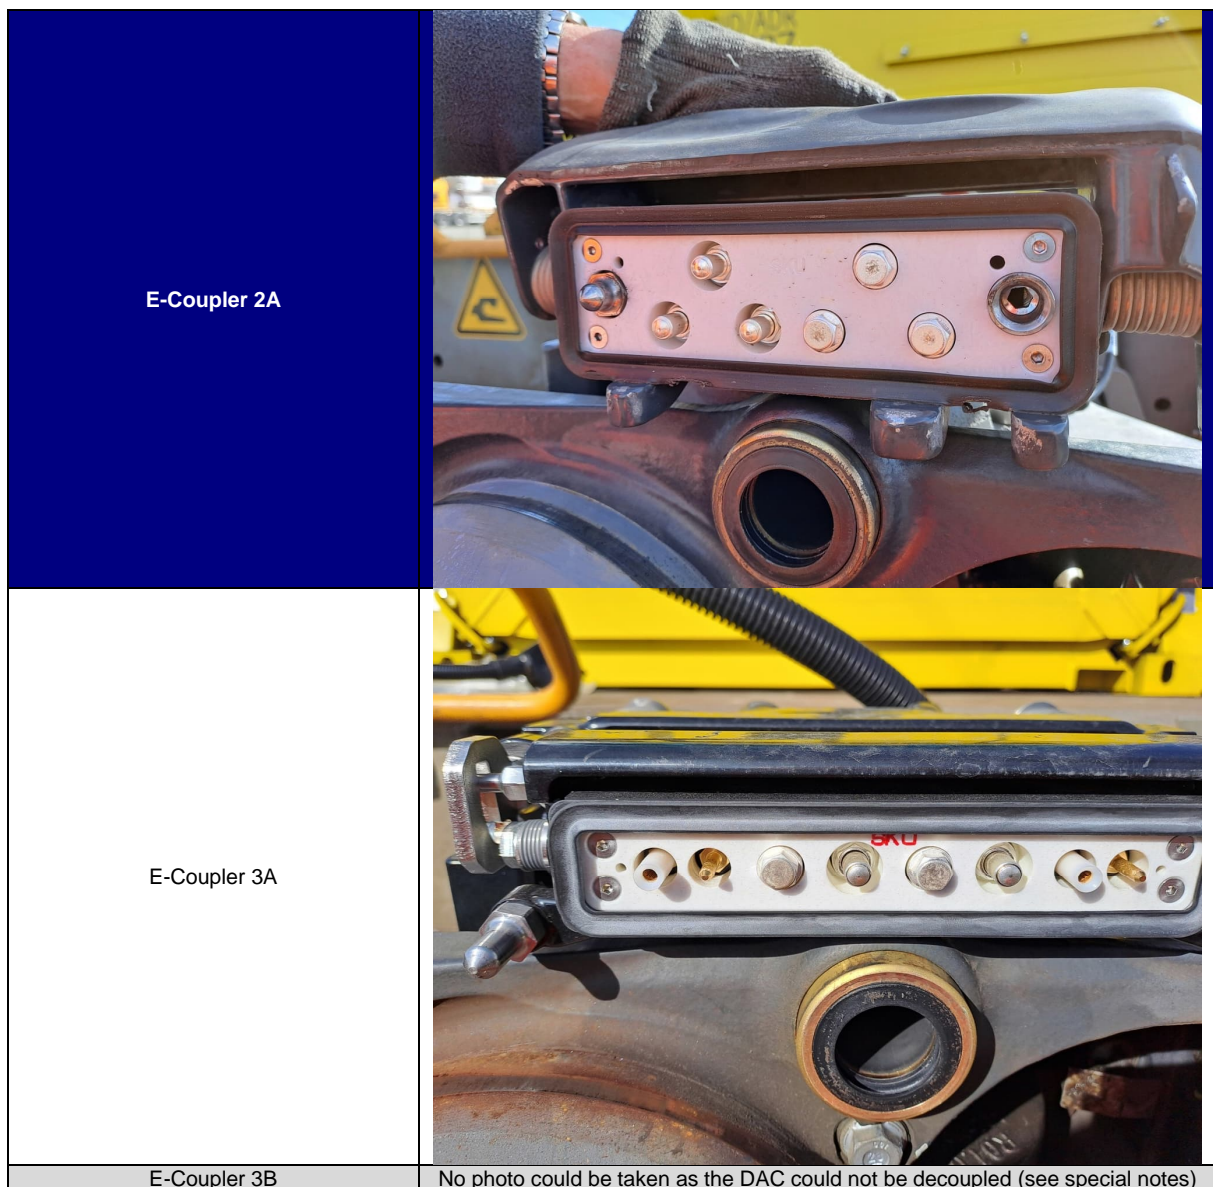 E-Coupler 2A
E-Coupler 3A
SKU
E-Coupler 3B
No photo could be taken as the DAC could not be decoupled (see special notes)